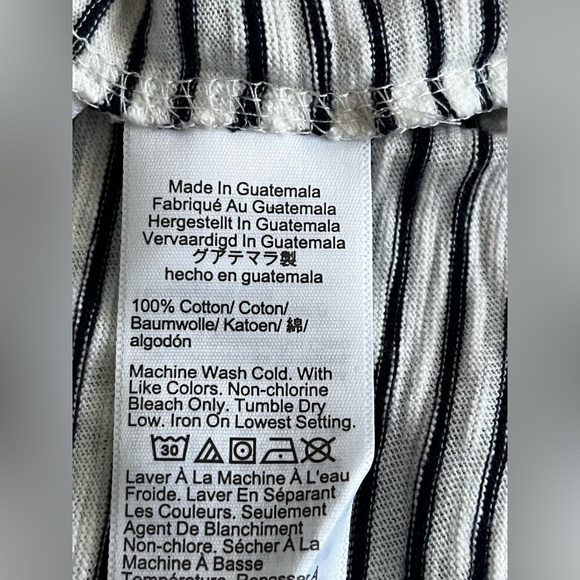 Made In Guatemala
Fabriqué Au Guatemala
Hergestellt In Guatemala
Vervaardigd In Guatemala
グアテマラ製
hecho en guatemala
100% Cotton/ Coton/
Baumwolle/ Katoen/ 綿/
algodón
Machine Wash Cold. With
Like Colors. Non-chlorine
Bleach Only. Tumble Dry
Low. Iron On Lowest Setting.
30
Laver À La Machine À L'eau
Froide. Laver En Séparant
Les Couleurs. Seulement
Agent De Blanchiment
Non-chlore. Sécher À La
Machine À Basse
Température.